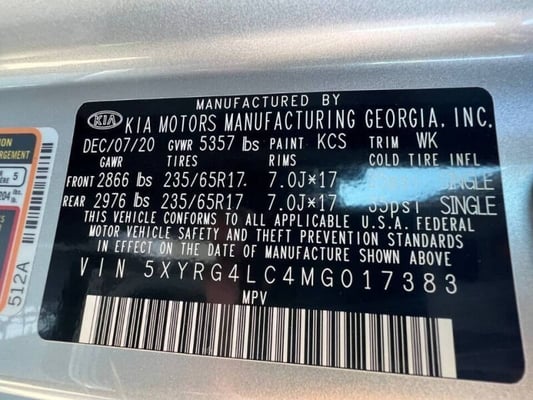 MANUFACTURED BY
KIA KIA MOTORS MANUFACTURING GEORGIA. INC.
DEC/07/20 GVWR 5357 lbs PAINT KCS TRIM WK
GAWR TIRES RIMS COLD TIRE INFL
FRONT 2866 lbs 235/65R17 7.0J×17 SINGLE
REAR 2976 lbs 235/65R17 7.0J×17 35psi SINGLE
THIS VEHICLE CONFORMS TO ALL APPLICABLE U.S.A. FEDERAL
MOTOR VEHICLE SAFETY AND THEFT PREVENTION STANDARDS
IN EFFECT ON THE DATE OF MANUFACTURE SHOWN ABOVE.
VIN 5XYRG4LC4MG017383
MPV
5
512A